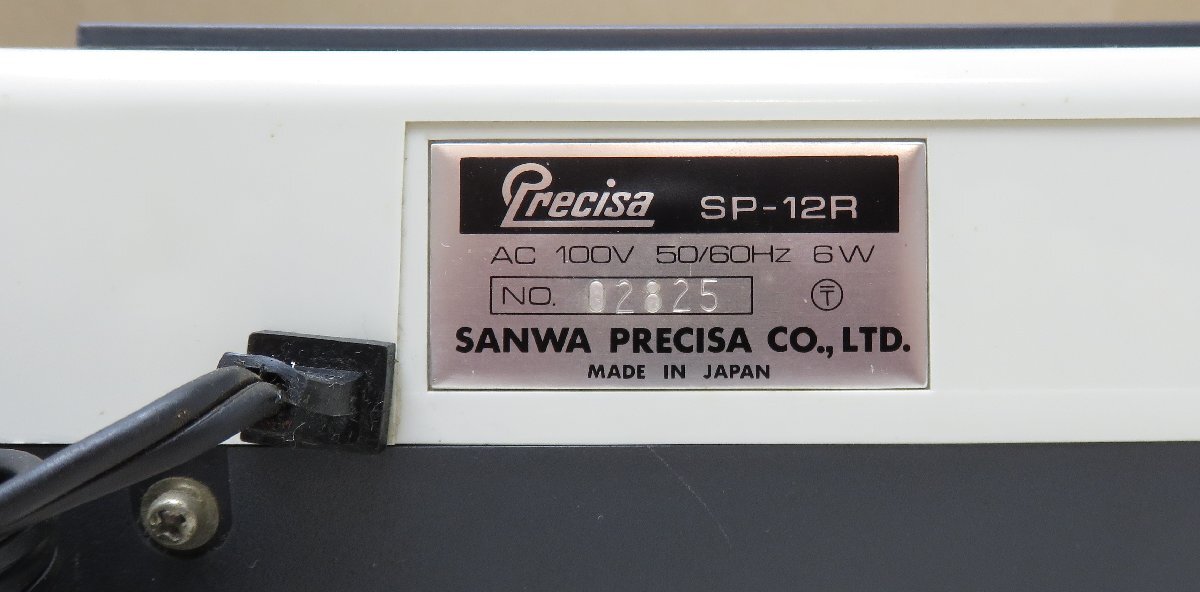 Precisa SP-12R
AC 100V 50/60Hz 6W
NO. 02825
SANWA PRECISA CO., LTD.
MADE IN JAPAN